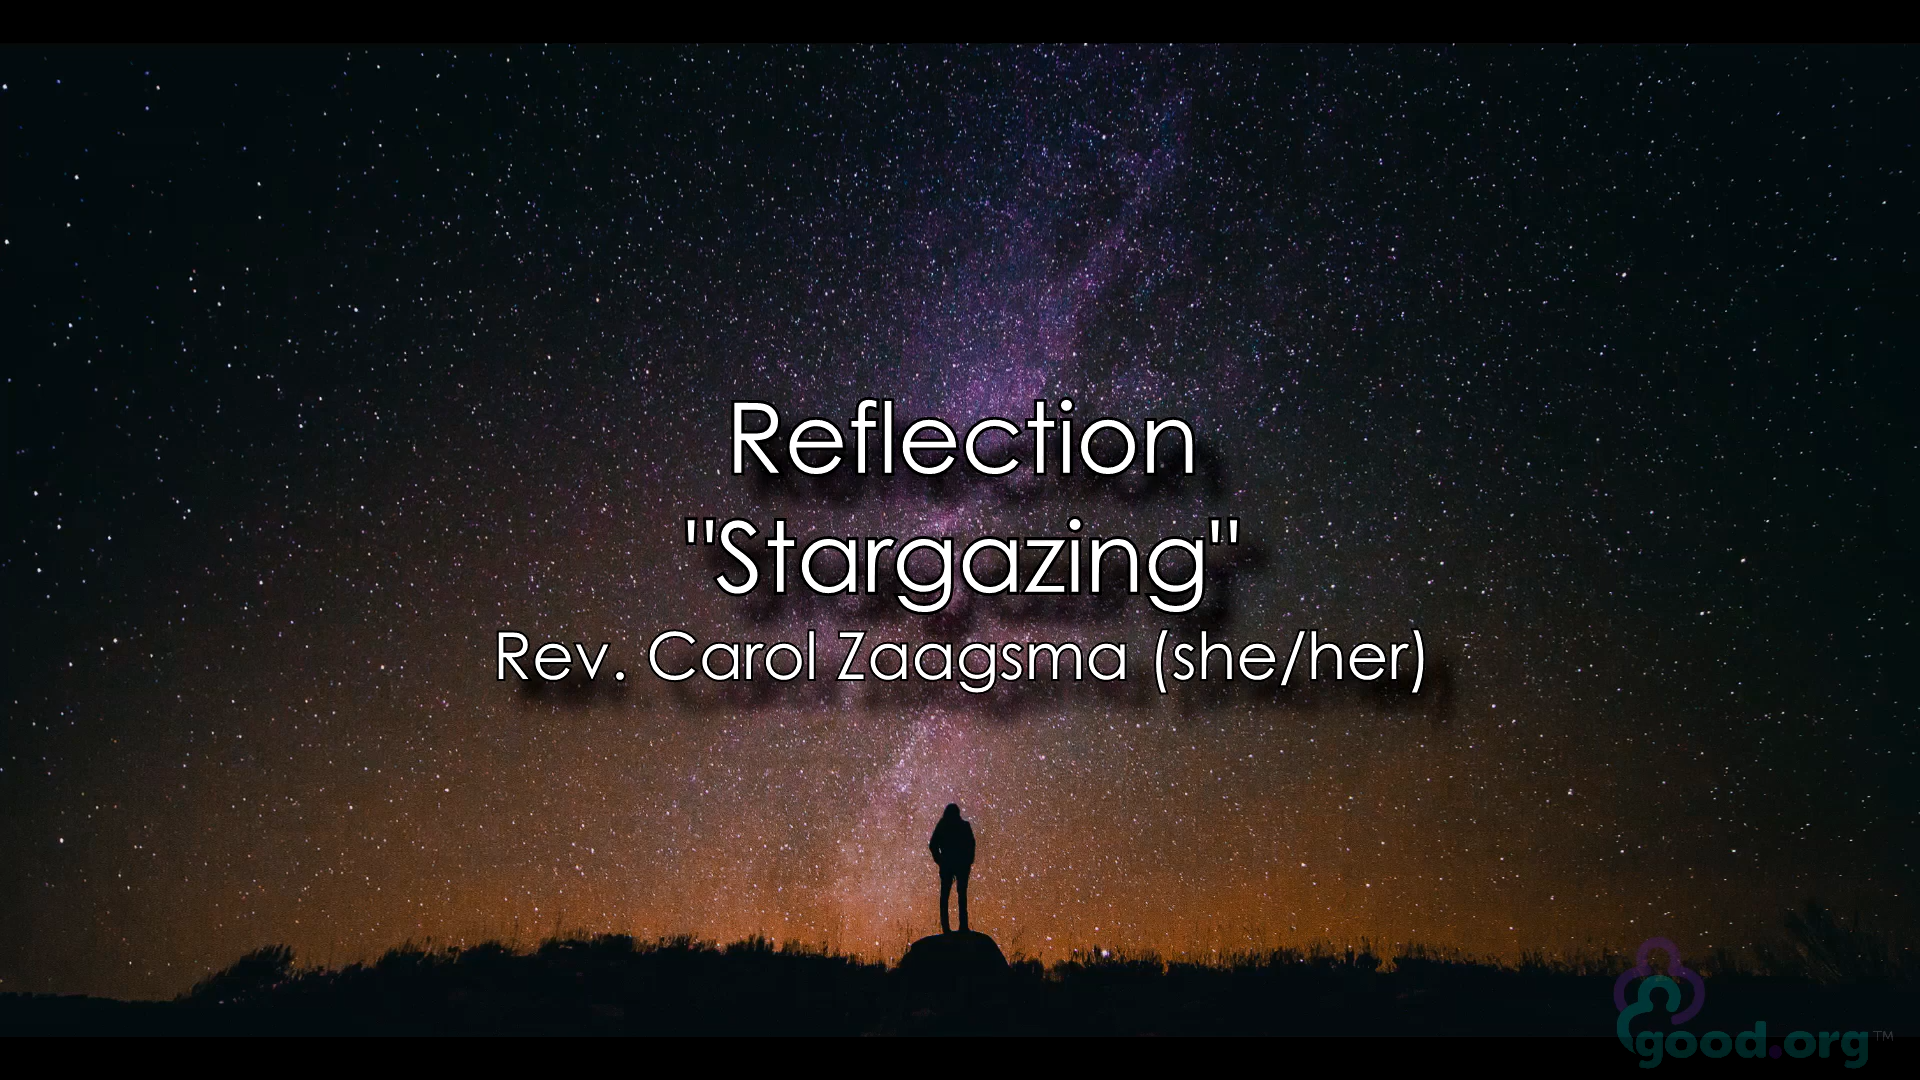 Reflection
"Stargazing"
Rev. Carol Zaagsma (she/her)
good.org™